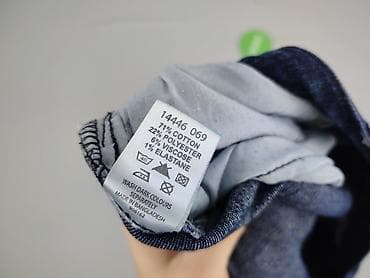 14446 069
71% COTTON
22% POLYESTER
6% VISCOSE
1% ELASTANE
WASH DARK COLOURS
SEPARATELY
MADE IN BANGLADESH